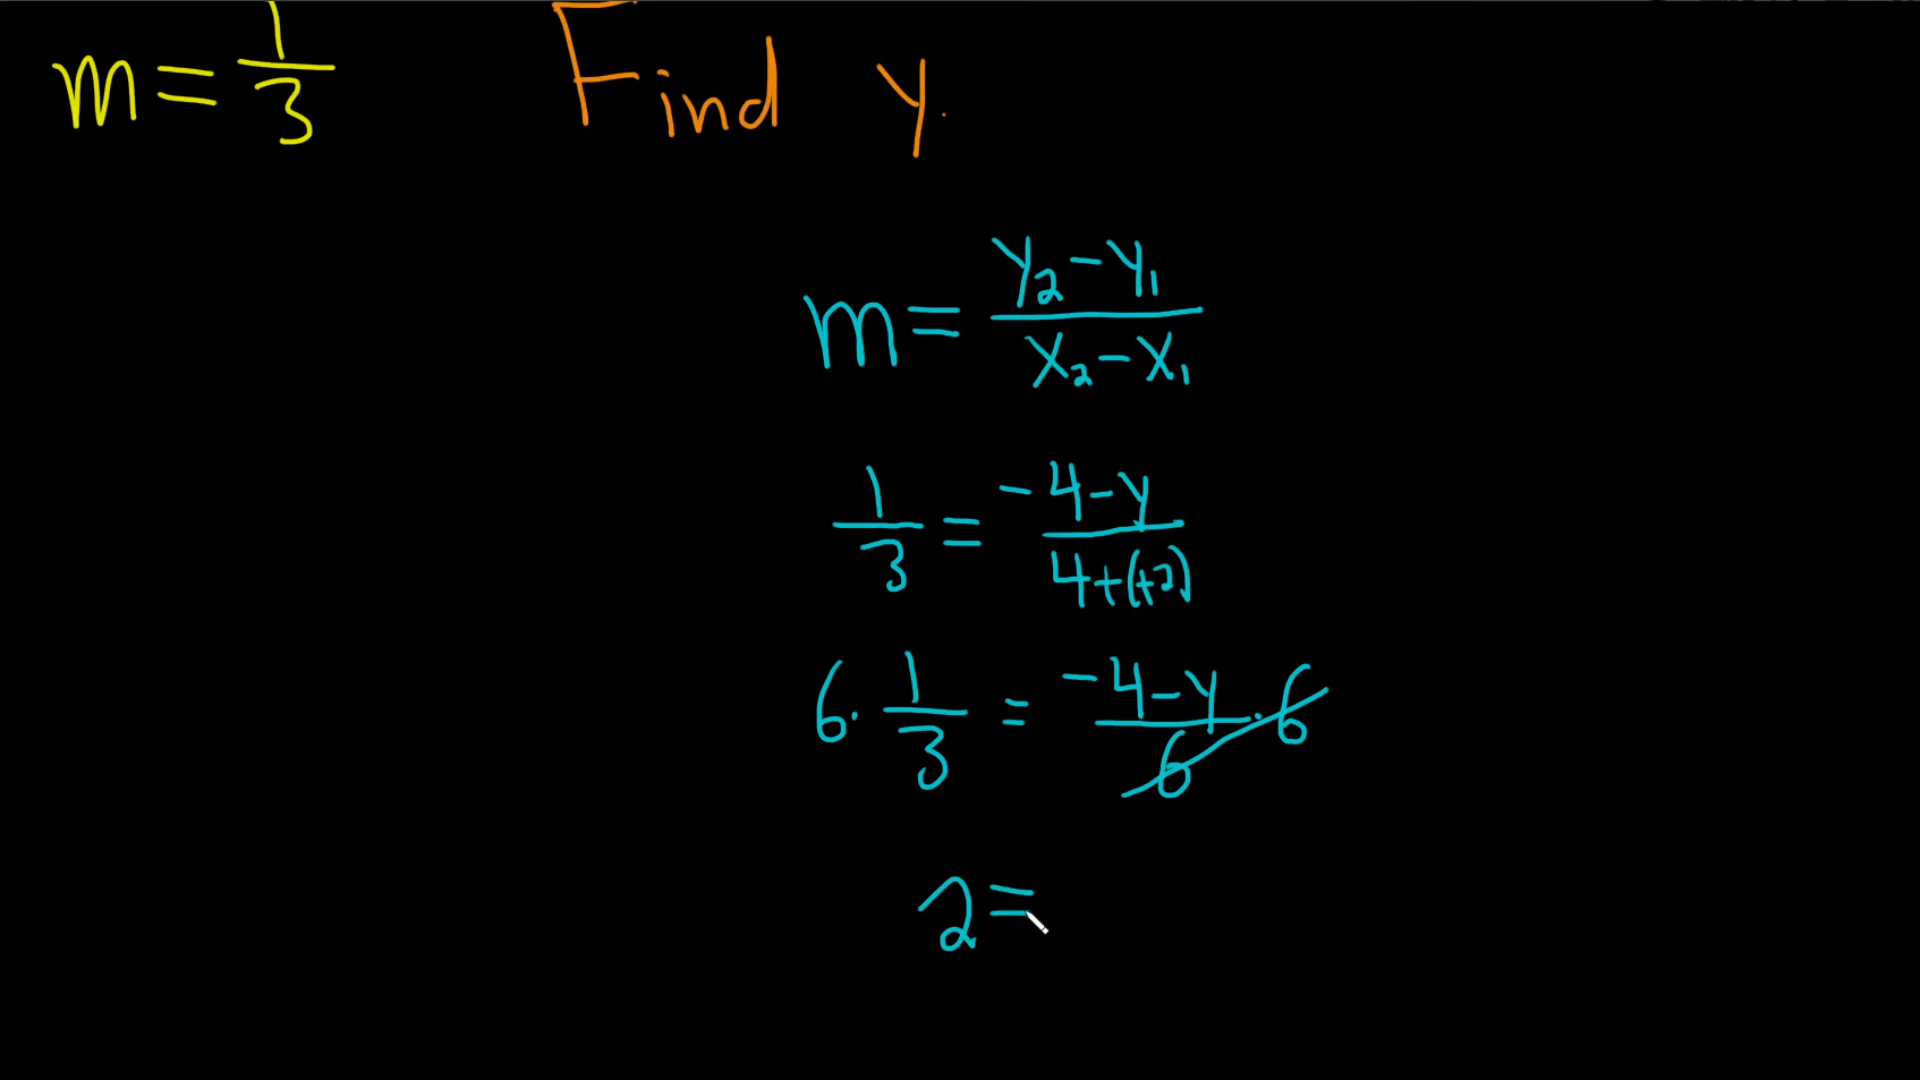 m = 1/3 Find y.
m = (y₂ - y₁)/(x₂ - x₁)
1/3 = (-4 - y)/(4 + (+2))
6 · 1/3 = (-4 - y)/6 · 6
2 =